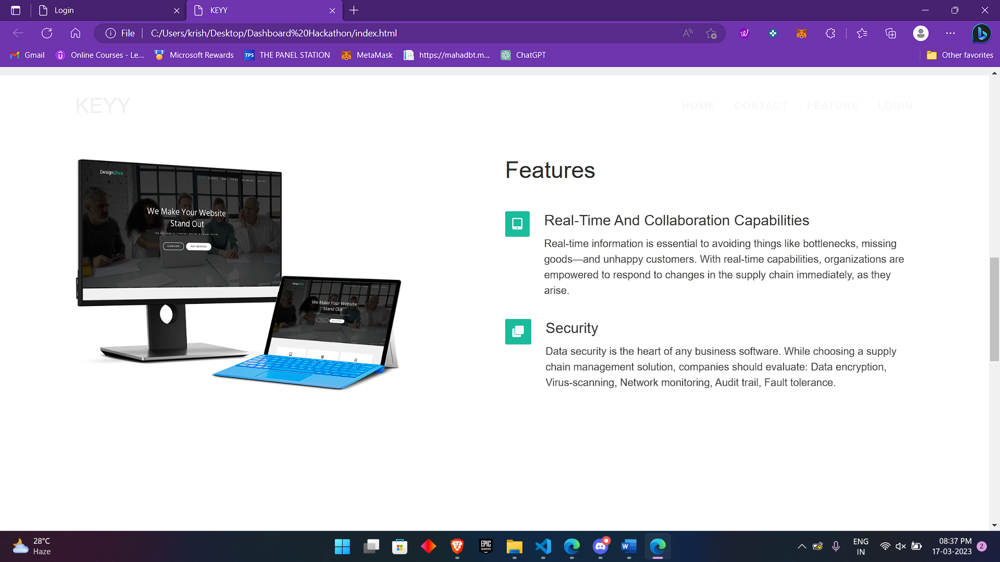 Login
KEYY
File
C:/Users/krish/Desktop/Dashboard%20Hackathon/index.html
Gmail
Online Courses - Le...
Microsoft Rewards
TPS
THE PANEL STATION
MetaMask
https://mahadbt.m...
ChatGPT
Other favorites
KEYY
HOME
CONTACT
FEATURE
LOGIN
Design.Diva
We Make Your Website
Stand Out
LEARN MORE
Design.Diva
We Make Your Website
Stand Out
Features
Real-Time And Collaboration Capabilities
Real-time information is essential to avoiding things like bottlenecks, missing
goods—and unhappy customers. With real-time capabilities, organizations are
empowered to respond to changes in the supply chain immediately, as they
arise.
Security
Data security is the heart of any business software. While choosing a supply
chain management solution, companies should evaluate: Data encryption,
Virus-scanning, Network monitoring, Audit trail, Fault tolerance.
28°C
Haze
EPIC
GAMES
ENG
IN
08:37 PM
17-03-2023
2